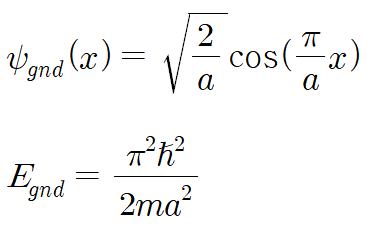 ψ_gnd(x) = √(2/a) cos(π/a x)
E_gnd = π²ℏ²/2ma²